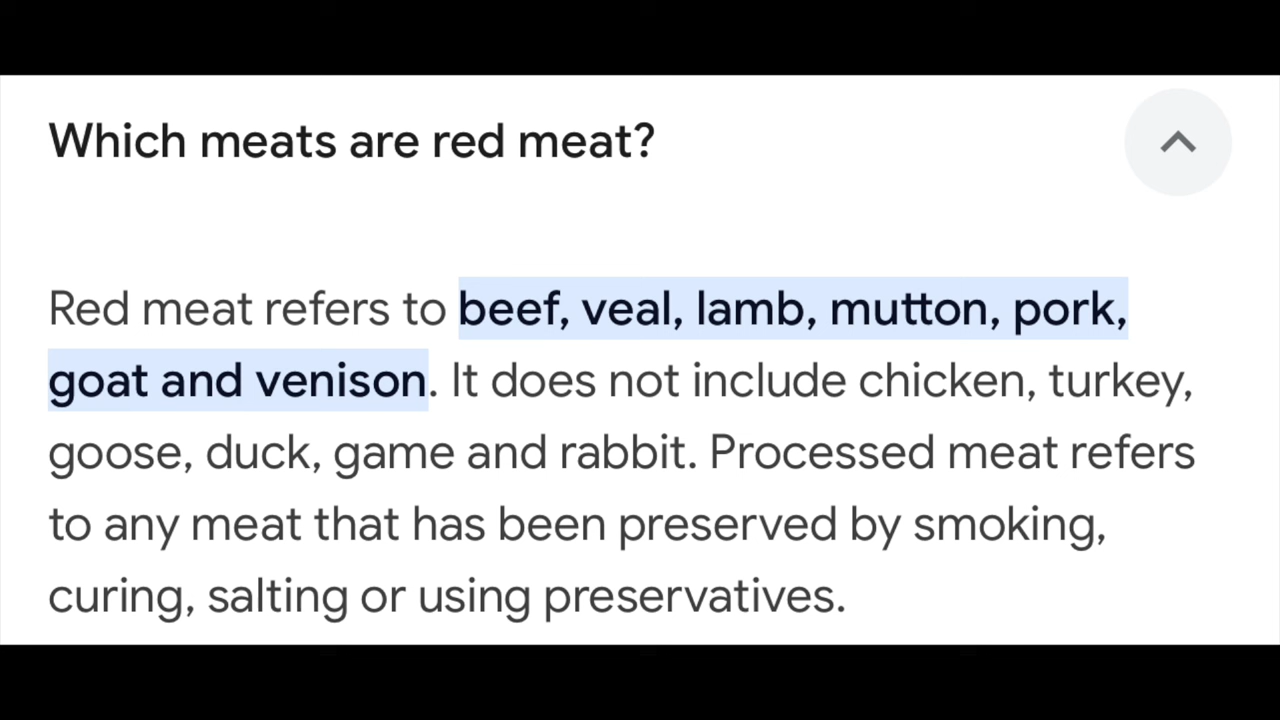 Which meats are red meat?
Red meat refers to beef, veal, lamb, mutton, pork,
goat and venison. It does not include chicken, turkey,
goose, duck, game and rabbit. Processed meat refers
to any meat that has been preserved by smoking,
curing, salting or using preservatives.